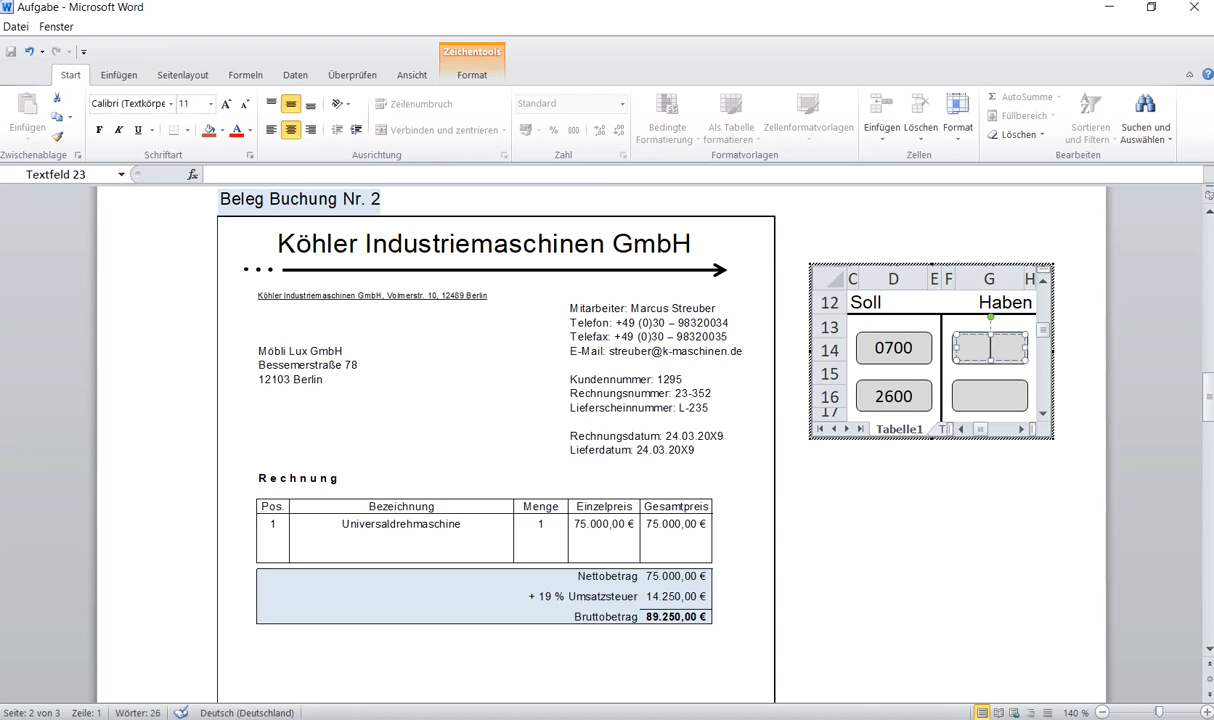 Aufgabe - Microsoft Word
Datei Fenster
Zeichentools
Start Einfügen Seitenlayout Formeln Daten Überprüfen Ansicht Format
Einfügen
Zwischenablage
Calibri (Textkörpe 11
F K U
Schriftart
Zeilenumbruch
Verbinden und zentrieren
Ausrichtung
Standard
% 000
Zahl
Bedingte Formatierung
Als Tabelle formatieren
Zellenformatvorlagen
Formatvorlagen
Einfügen Löschen Format
Zellen
Σ AutoSumme
Füllbereich
Löschen
Sortieren und Filtern
Suchen und Auswählen
Bearbeiten
Textfeld 23
fx
Beleg Buchung Nr. 2
Köhler Industriemaschinen GmbH
Köhler Industriemaschinen GmbH, Volmerstr. 10, 12489 Berlin
Mitarbeiter: Marcus Streuber
Telefon: +49 (0)30 – 98320034
Telefax: +49 (0)30 – 98320035
E-Mail: streuber@k-maschinen.de
Möbli Lux GmbH
Bessemerstraße 78
12103 Berlin
Kundennummer: 1295
Rechnungsnummer: 23-352
Lieferscheinnummer: L-235
Rechnungsdatum: 24.03.20X9
Lieferdatum: 24.03.20X9
Rechnung
Pos. Bezeichnung Menge Einzelpreis Gesamtpreis
1 Universaldrehmaschine 1 75.000,00 € 75.000,00 €
Nettobetrag 75.000,00 €
+ 19 % Umsatzsteuer 14.250,00 €
Bruttobetrag 89.250,00 €
C D E F G H
12 Soll Haben
13
14 0700
15
16 2600
17
Tabelle1 T
Seite: 2 von 3 Zeile: 1 Wörter: 26 Deutsch (Deutschland) 140 %